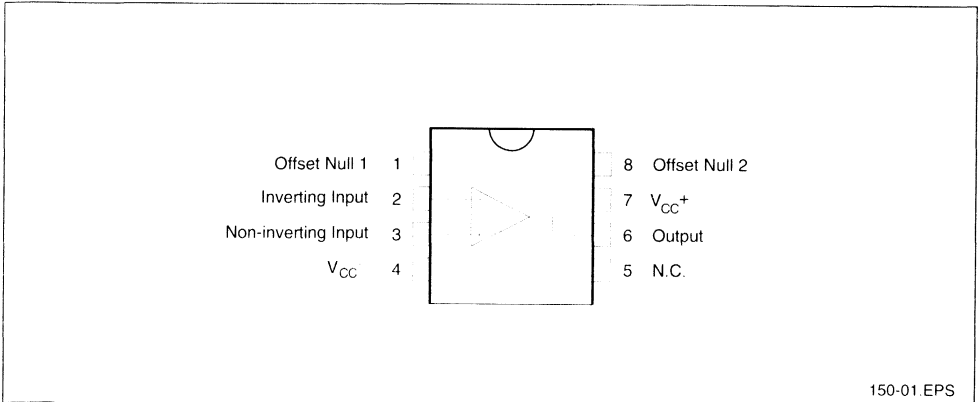 Offset Null 1 1
Inverting Input 2
Non-inverting Input 3
VCC 4
8 Offset Null 2
7 VCC+
6 Output
5 N.C.
150-01.EPS